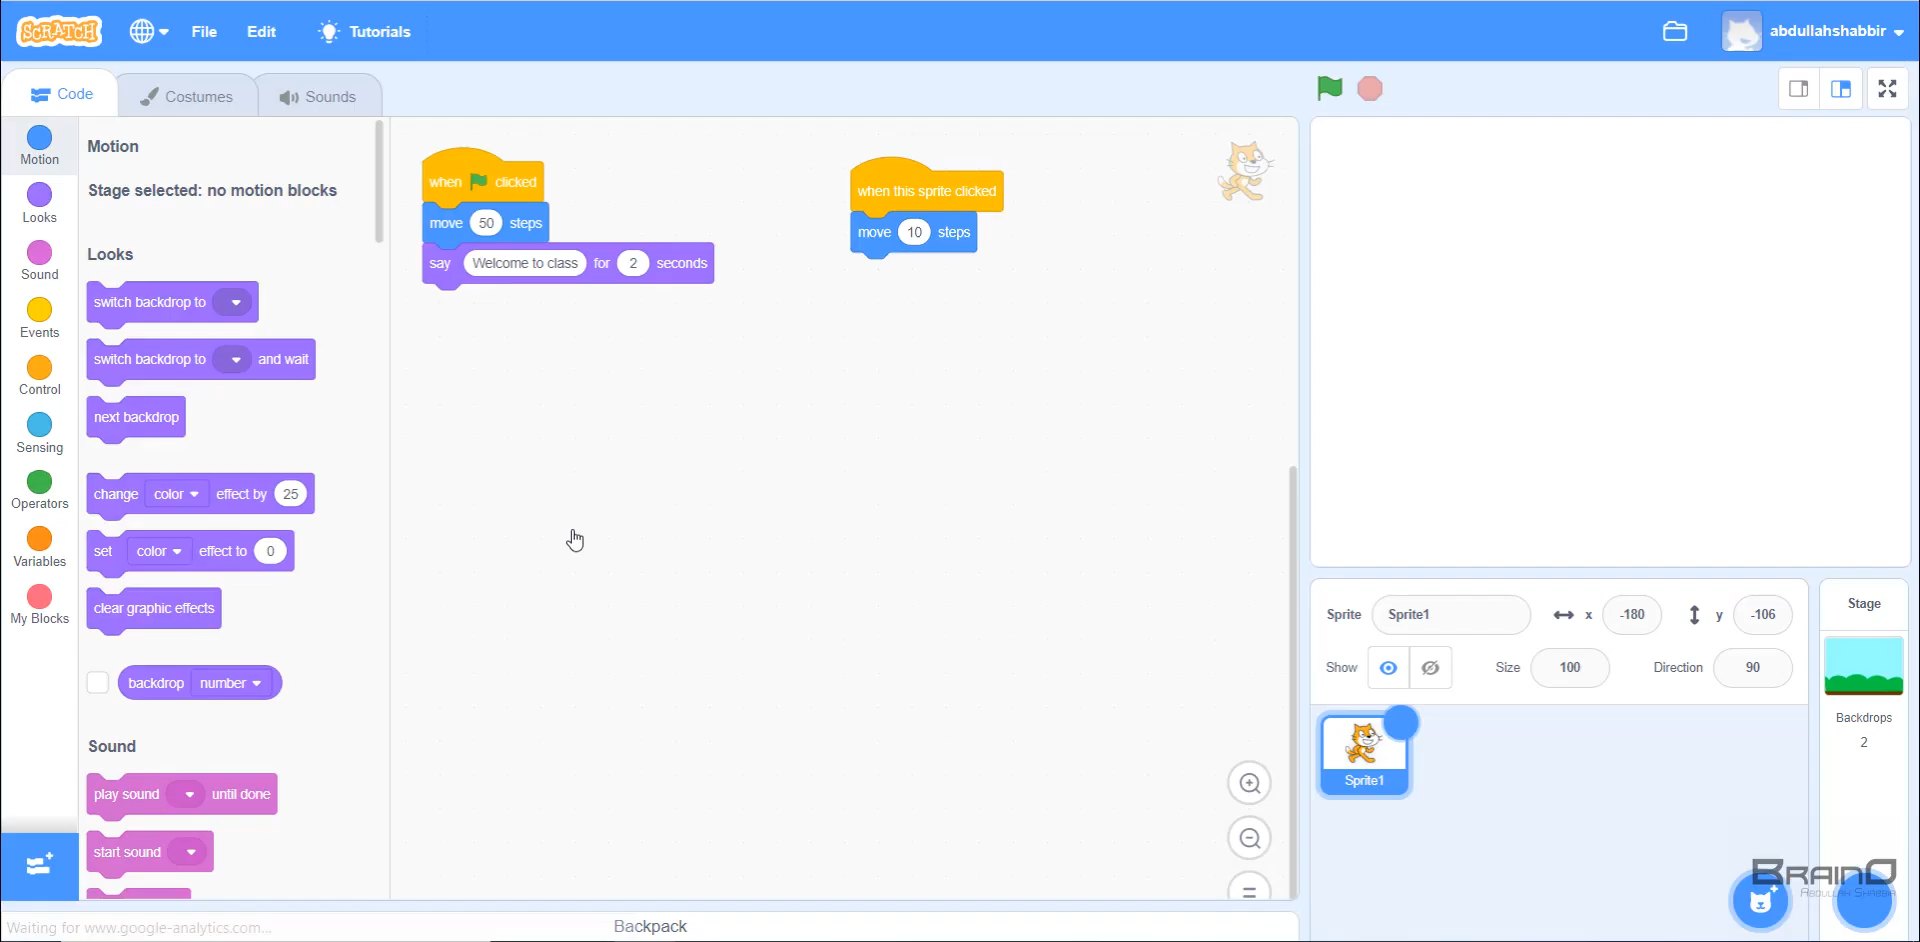 SCRATCH
File
Edit
Tutorials
abdullahshabbir
Code
Costumes
Sounds
Motion
Looks
Sound
Events
Control
Sensing
Operators
Variables
My Blocks
Motion
Stage selected: no motion blocks
Looks
switch backdrop to
switch backdrop to and wait
next backdrop
change color effect by 25
set color effect to 0
clear graphic effects
backdrop number
Sound
play sound until done
start sound
when clicked
move 50 steps
say Welcome to class for 2 seconds
when this sprite clicked
move 10 steps
Sprite Sprite1 x -180 y -106
Show Size 100 Direction 90
Sprite1
Stage
Backdrops
2
BRAIND
ABDULLAH SHABBIR
Waiting for www.google-analytics.com...
Backpack